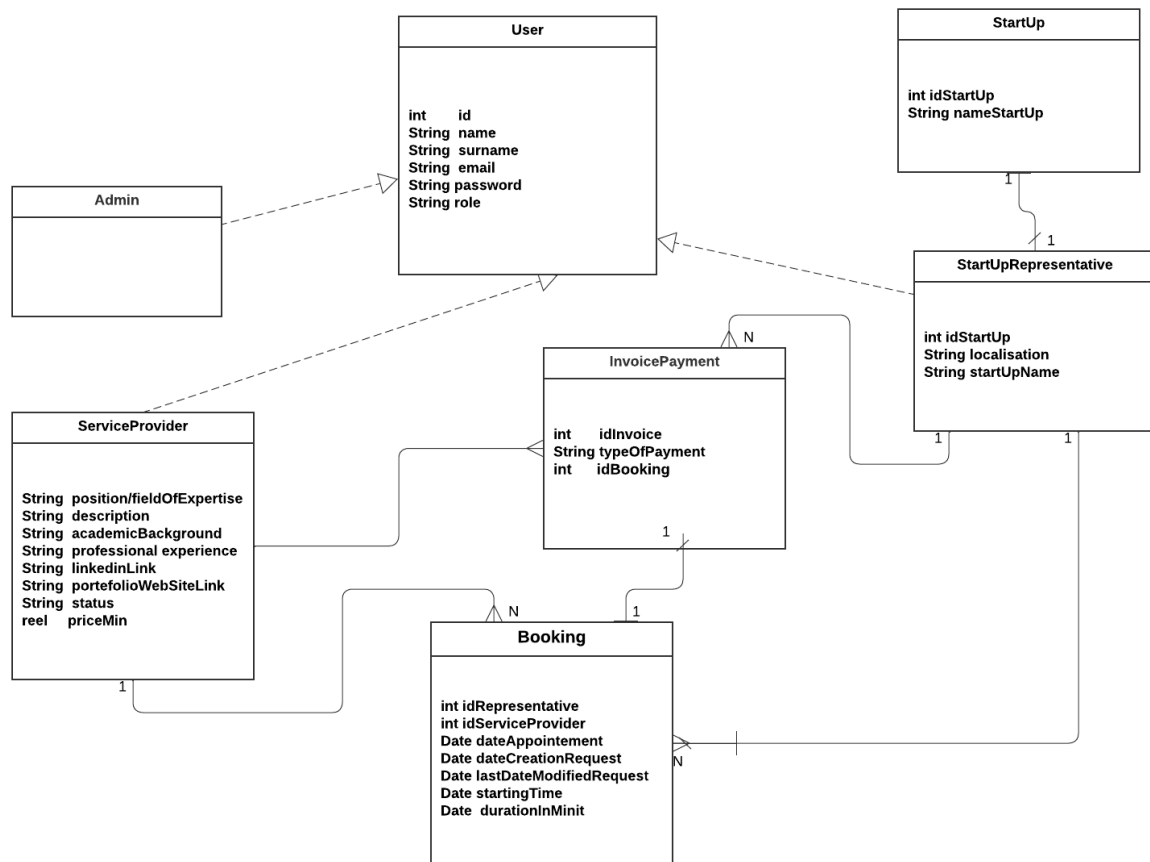 User
int id
String name
String surname
String email
String password
String role
StartUp
int idStartUp
String nameStartUp
1
1
Admin
StartUpRepresentative
int idStartUp
String localisation
String startUpName
1
1
N
InvoicePayment
int idInvoice
String typeOfPayment
int idBooking
1
ServiceProvider
String position/fieldOfExpertise
String description
String academicBackground
String professional experience
String linkedinLink
String portefolioWebSiteLink
String status
reel priceMin
1
N
1
Booking
int idRepresentative
int idServiceProvider
Date dateAppointement
Date dateCreationRequest
Date lastDateModifiedRequest
Date startingTime
Date durationInMinit
N